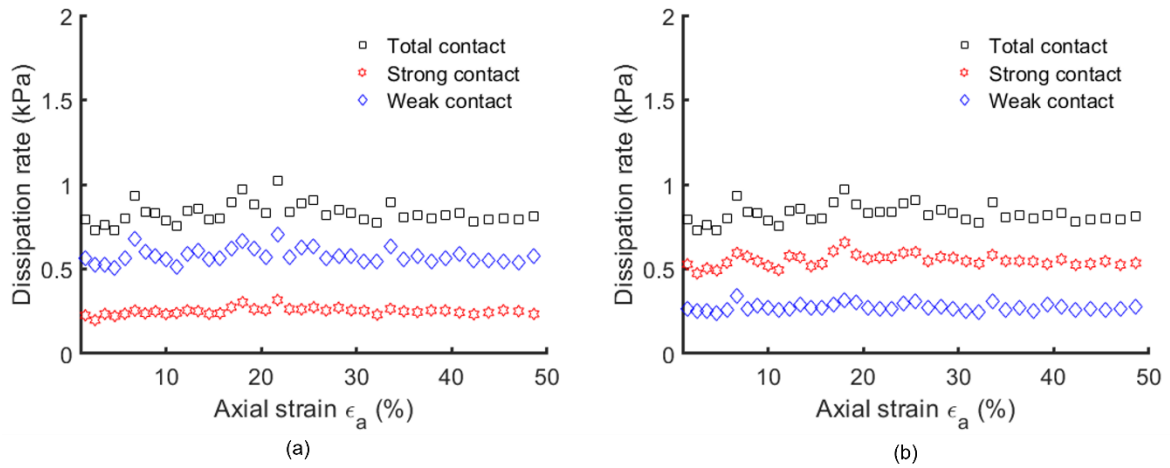 2
1.5
1
0.5
0
Dissipation rate (kPa)
Total contact
Strong contact
Weak contact
10 20 30 40 50
Axial strain ϵa (%)
(a)
2
1.5
1
0.5
0
Dissipation rate (kPa)
Total contact
Strong contact
Weak contact
10 20 30 40 50
Axial strain ϵa (%)
(b)